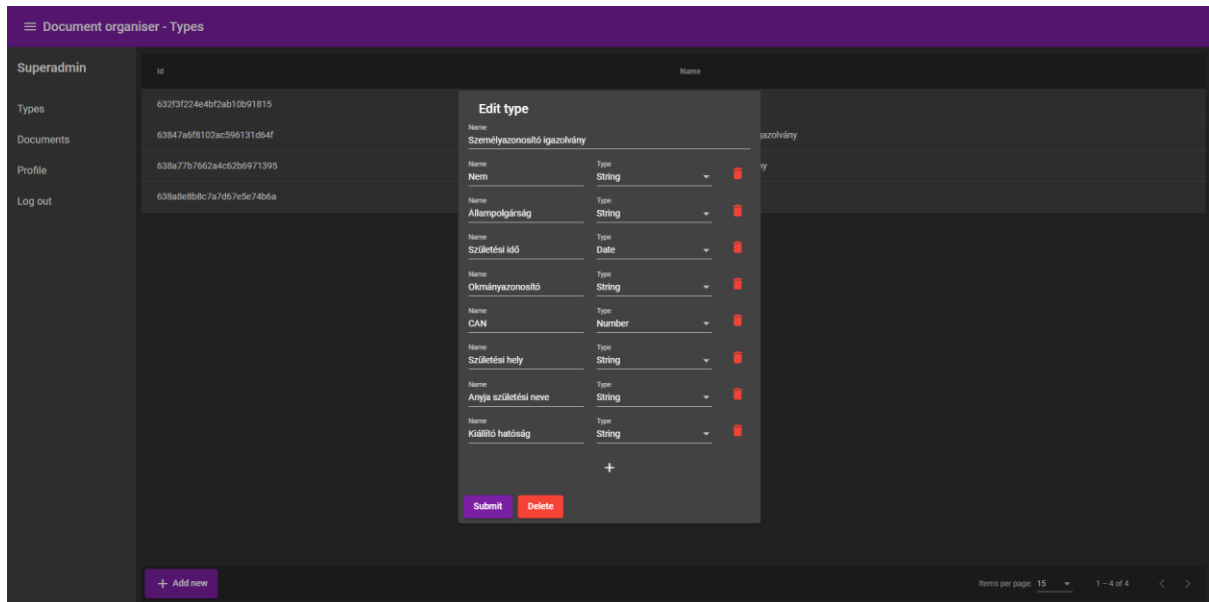 Document organiser - Types
Superadmin
Types
Documents
Profile
Log out
Id Name
632f3f224e4bf2ab10b91815
63847a6f8102ac596131d64f
638a77b7662a4c62b6971395
638a8e8b8c7a7d67e5e74b6a
Edit type
Name
Személyazonosító igazolvány
Name Type
Nem String
Name Type
Állampolgárság String
Name Type
Születési idő Date
Name Type
Okmányazonosító String
Name Type
CAN Number
Name Type
Születési hely String
Name Type
Anyja születési neve String
Name Type
Kiállító hatóság String
+
Submit Delete
+ Add new
Items per page: 15 1 – 4 of 4